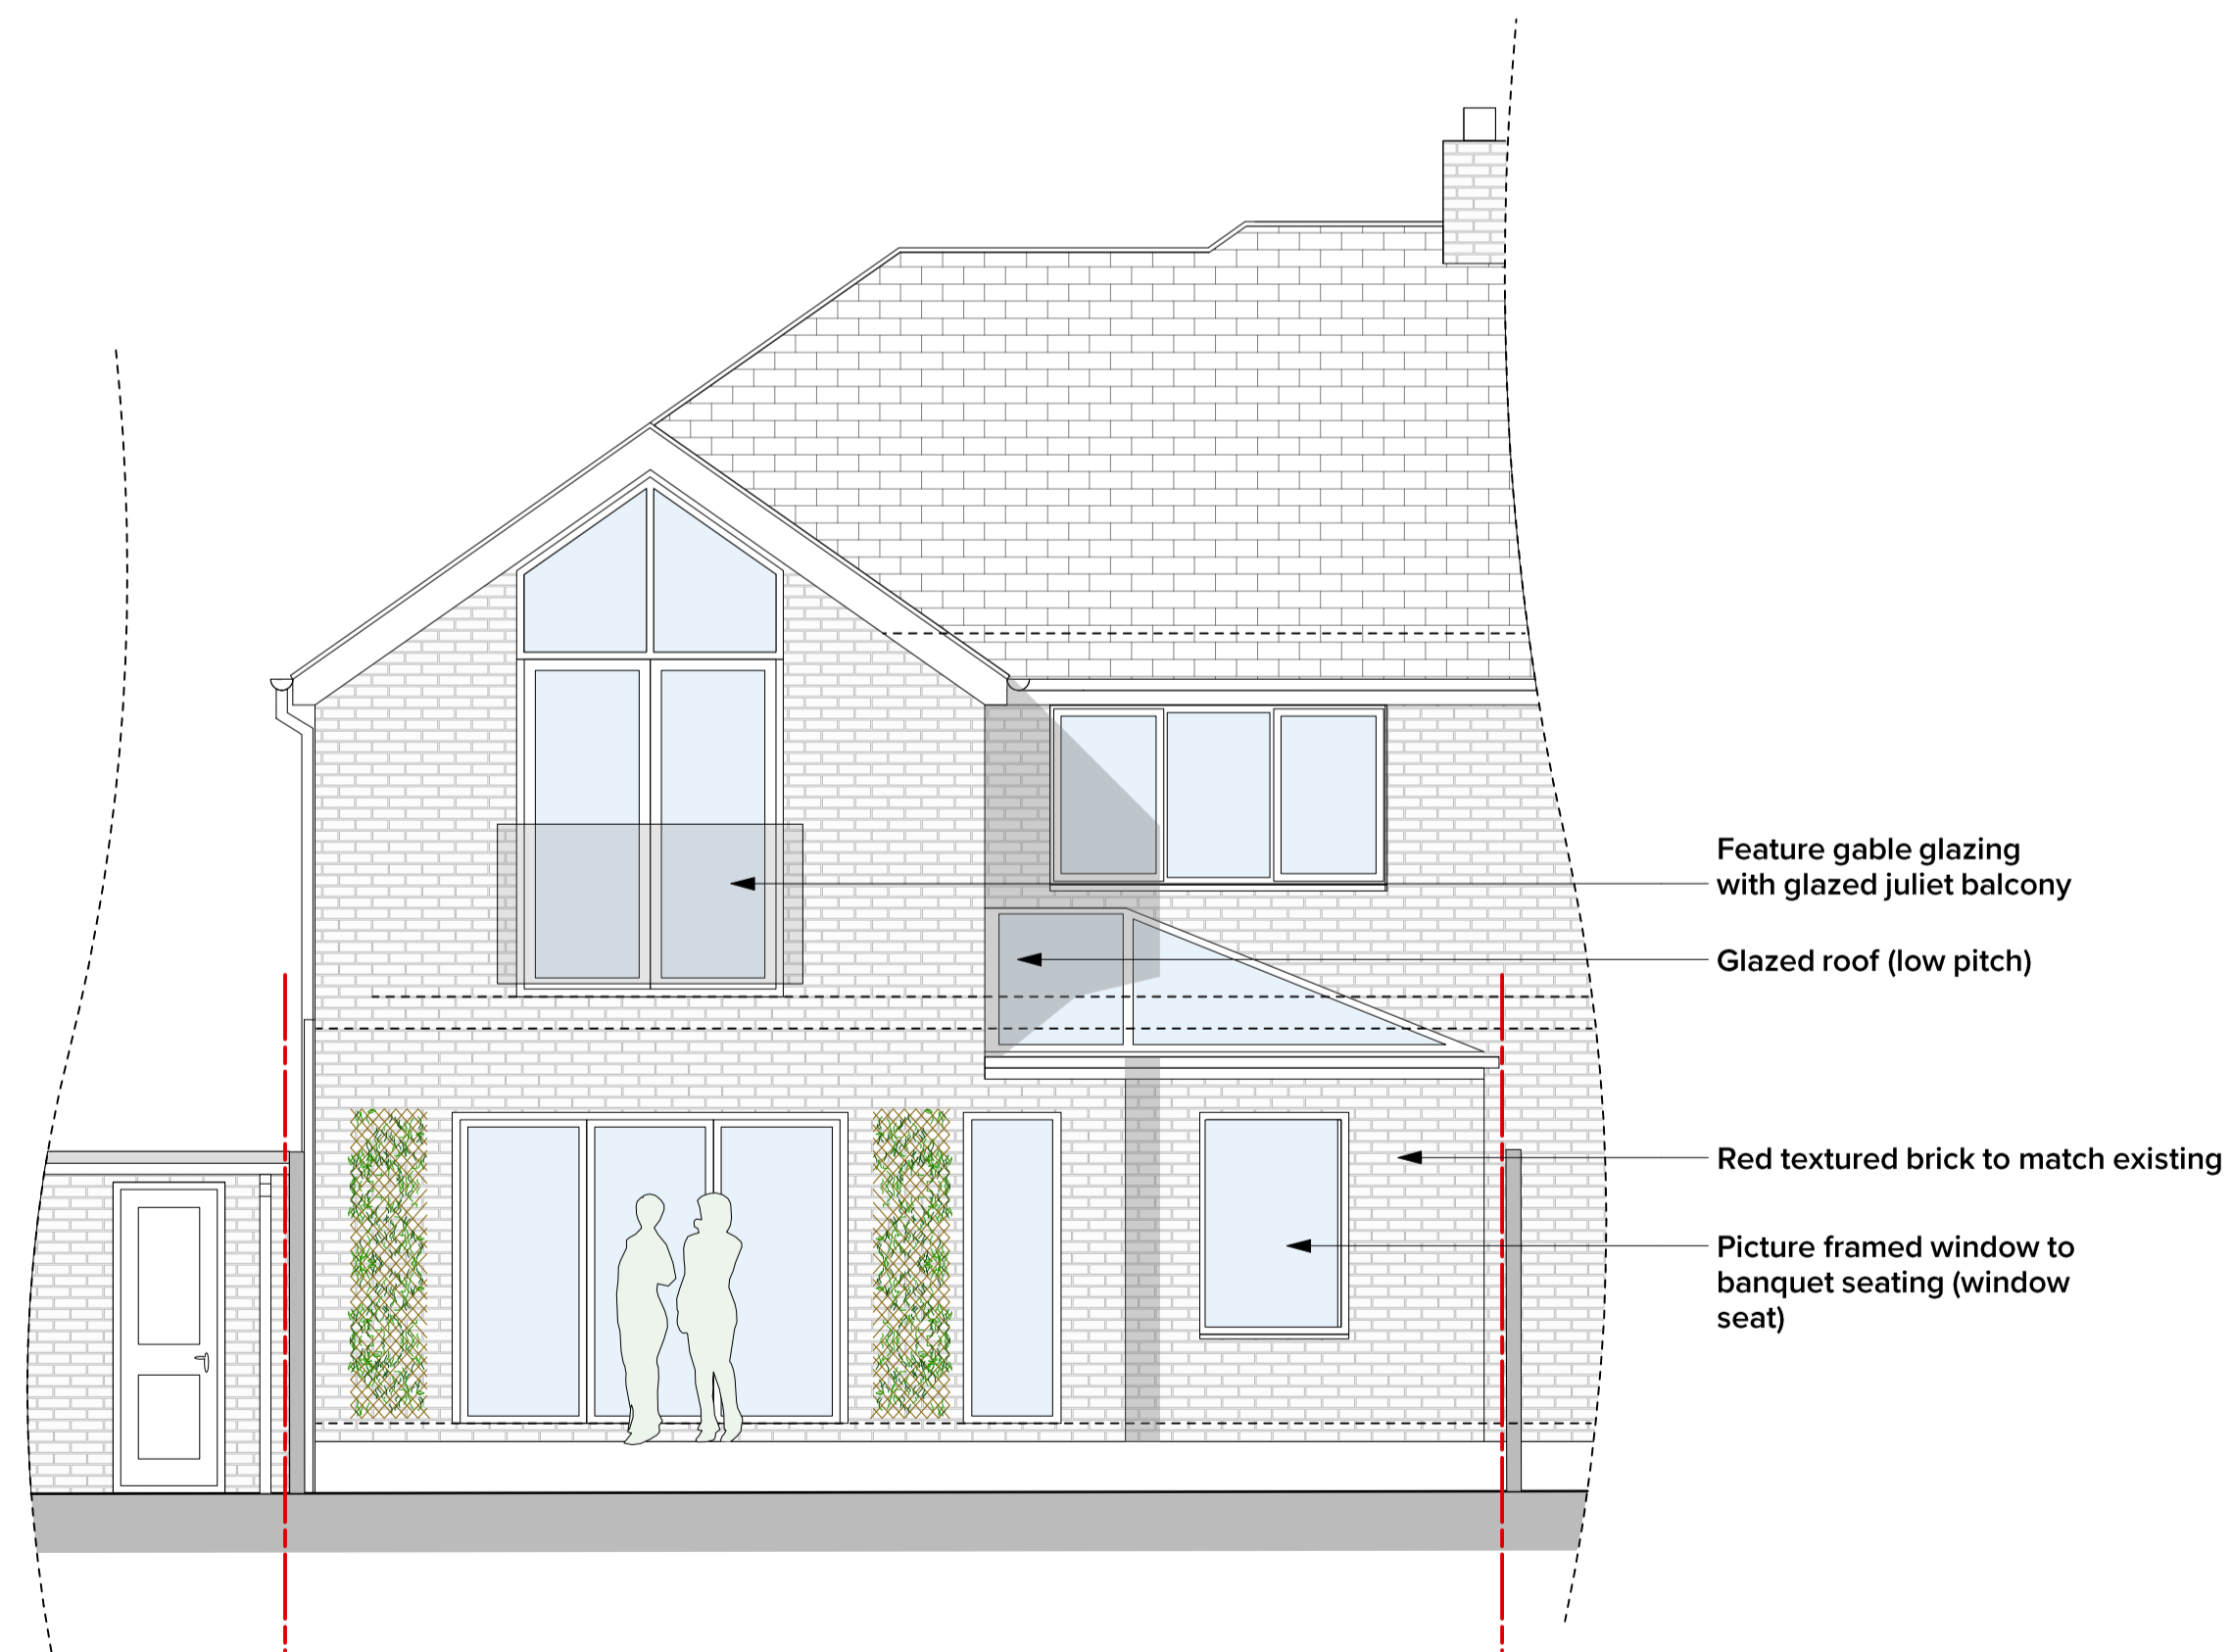 Feature gable glazing
with glazed juliet balcony
Glazed roof (low pitch)
Red textured brick to match existing
Picture framed window to
banquet seating (window
seat)